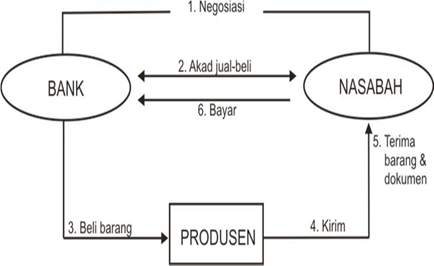 1. Negosiasi
BANK
2. Akad jual-beli
6. Bayar
NASABAH
5. Terima
barang &
dokumen
3. Beli barang
PRODUSEN
4. Kirim